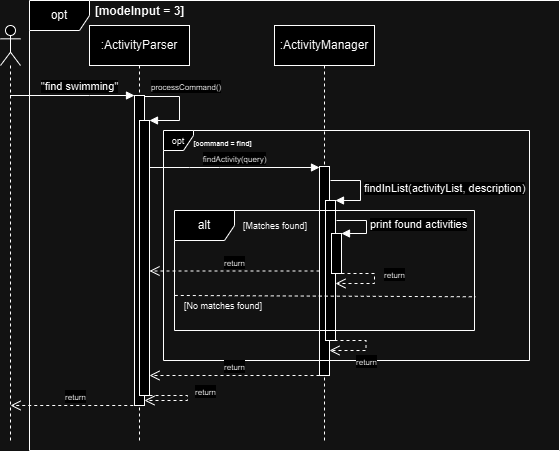 opt
[modeInput = 3]
:ActivityParser
:ActivityManager
"find swimming"
processCommand()
opt
[command = find]
findActivity(query)
findInList(activityList, description)
alt
[Matches found]
print found activities
return
return
[No matches found]
return
return
return
return